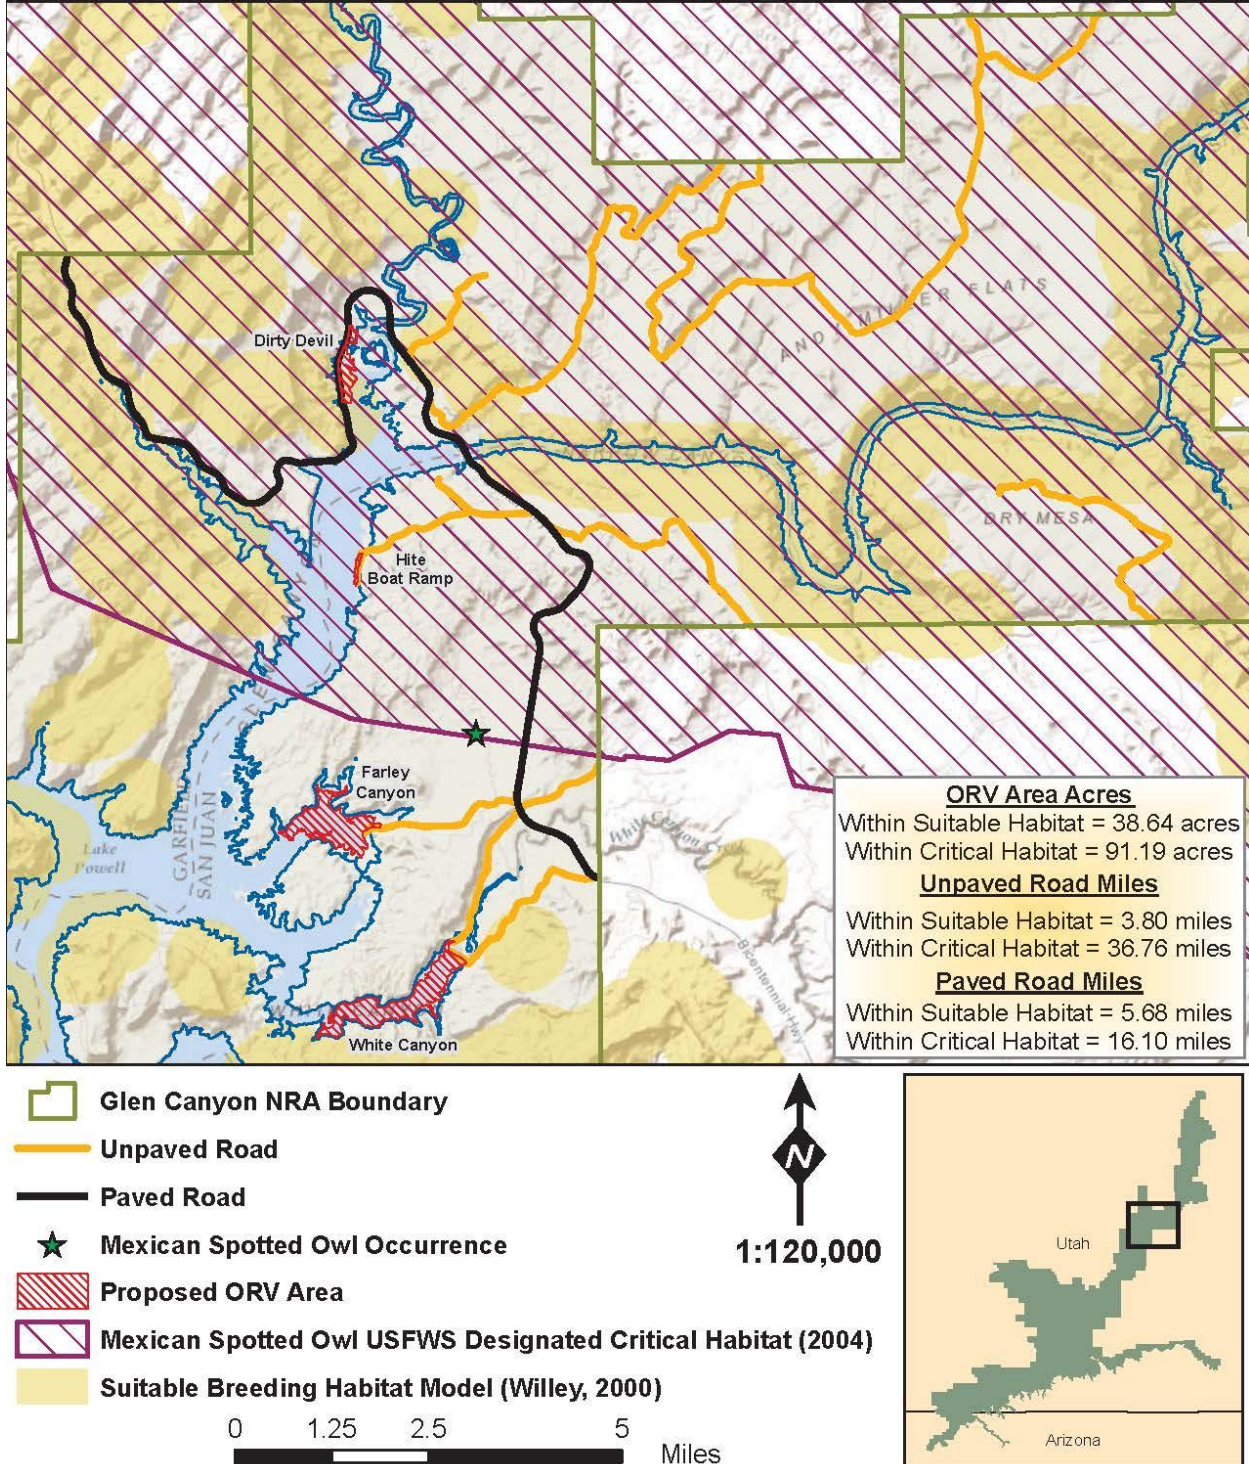 ANDY MILLER FLATS
Dirty Devil
NARROW CANYON
DRY MESA
Hite
Boat Ramp
GLEN CANYON
Farley
Canyon
GARFIELD
SAN JUAN
Lake
Powell
White Canyon Creek
Bicentennial Hwy
White Canyon
ORV Area Acres
Within Suitable Habitat = 38.64 acres
Within Critical Habitat = 91.19 acres
Unpaved Road Miles
Within Suitable Habitat = 3.80 miles
Within Critical Habitat = 36.76 miles
Paved Road Miles
Within Suitable Habitat = 5.68 miles
Within Critical Habitat = 16.10 miles
Glen Canyon NRA Boundary
Unpaved Road
Paved Road
Mexican Spotted Owl Occurrence
Proposed ORV Area
Mexican Spotted Owl USFWS Designated Critical Habitat (2004)
Suitable Breeding Habitat Model (Willey, 2000)
0 1.25 2.5 5
Miles
N
1:120,000
Utah
Arizona